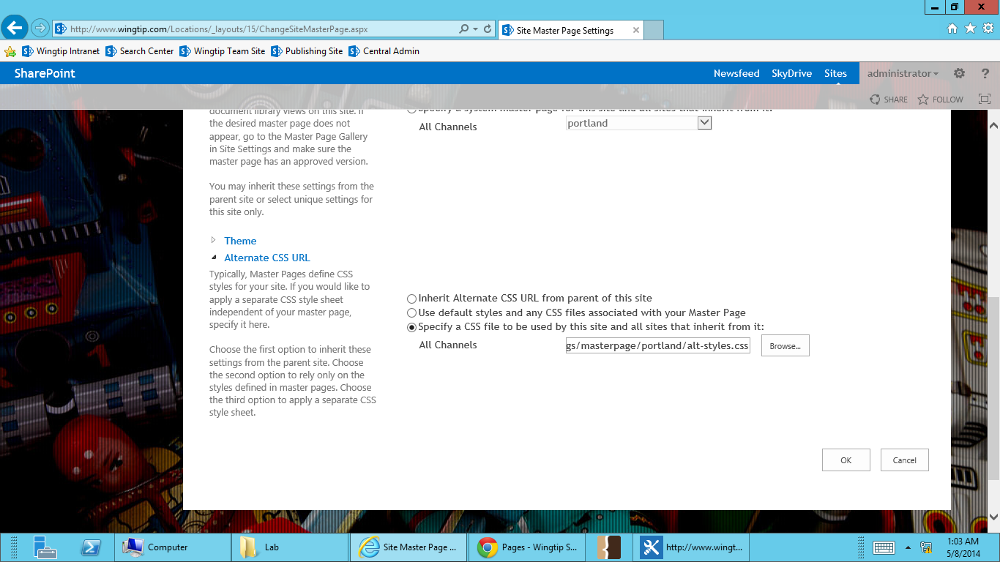 http://www.wingtip.com/Locations/_layouts/15/ChangeSiteMasterPage.aspx
Site Master Page Settings
Wingtip Intranet
Search Center
Wingtip Team Site
Publishing Site
Central Admin
SharePoint
Newsfeed
SkyDrive
Sites
administrator
?
SHARE
FOLLOW
document library views on this site. If
the desired master page does not
appear, go to the Master Page Gallery
in Site Settings and make sure the
master page has an approved version.
You may inherit these settings from the
parent site or select unique settings for
this site only.
Specify a system master page for this site and all sites that inherit from it:
All Channels
portland
Theme
Alternate CSS URL
Typically, Master Pages define CSS
styles for your site. If you would like to
apply a separate CSS style sheet
independent of your master page,
specify it here.
Choose the first option to inherit these
settings from the parent site. Choose
the second option to rely only on the
styles defined in master pages. Choose
the third option to apply a separate CSS
style sheet.
Inherit Alternate CSS URL from parent of this site
Use default styles and any CSS files associated with your Master Page
Specify a CSS file to be used by this site and all sites that inherit from it:
All Channels
gs/masterpage/portland/alt-styles.css
Browse...
OK
Cancel
Computer
Lab
Site Master Page ...
Pages - Wingtip S...
http://www.wingt...
1:03 AM
5/8/2014